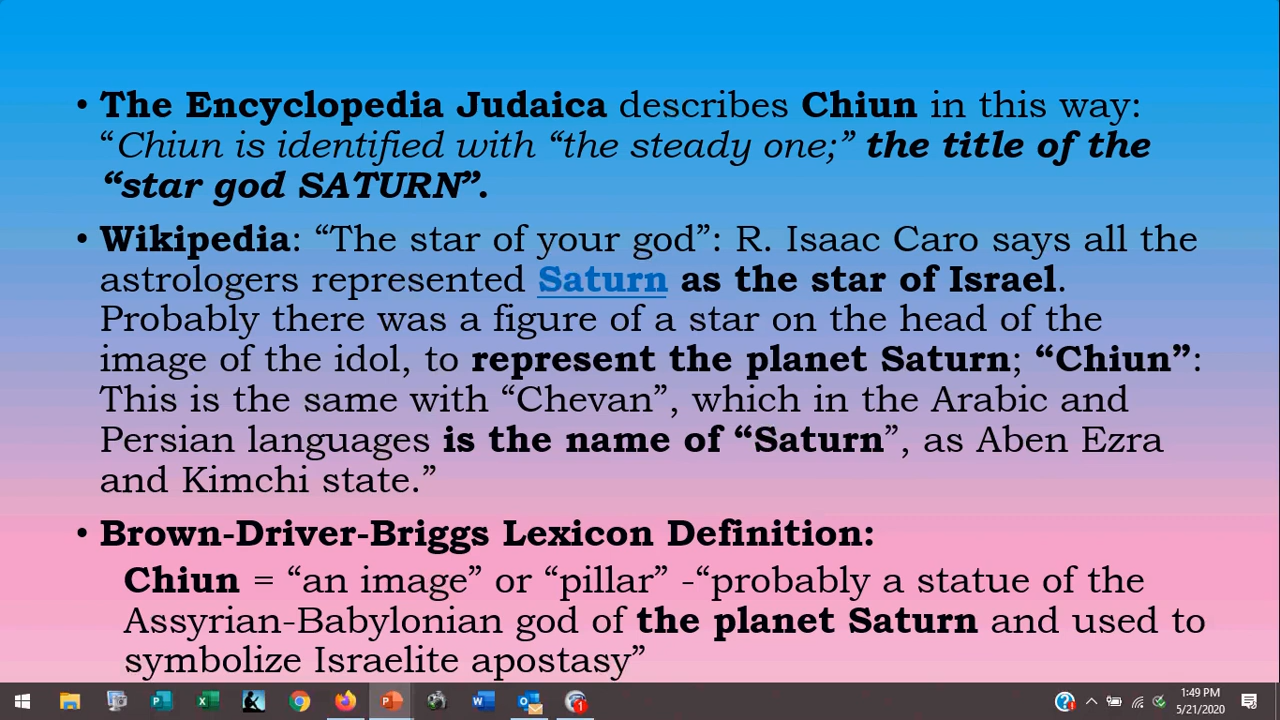 • The Encyclopedia Judaica describes Chiun in this way:
“Chiun is identified with “the steady one;” the title of the
“star god SATURN”.
• Wikipedia: “The star of your god”: R. Isaac Caro says all the
astrologers represented Saturn as the star of Israel.
Probably there was a figure of a star on the head of the
image of the idol, to represent the planet Saturn; “Chiun”:
This is the same with “Chevan”, which in the Arabic and
Persian languages is the name of “Saturn”, as Aben Ezra
and Kimchi state.”
• Brown-Driver-Briggs Lexicon Definition:
Chiun = “an image” or “pillar” -“probably a statue of the
Assyrian-Babylonian god of the planet Saturn and used to
symbolize Israelite apostasy”
1:49 PM
5/21/2020